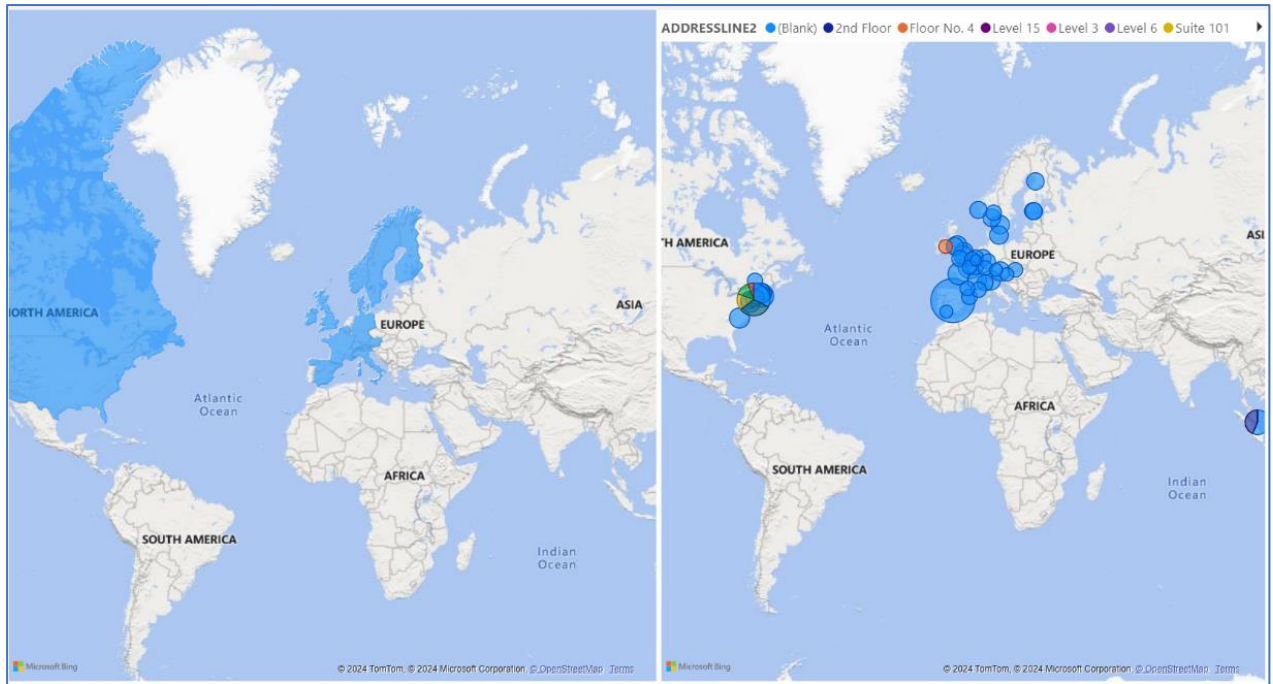 NORTH AMERICA
ASIA
EUROPE
Atlantic
Ocean
AFRICA
SOUTH AMERICA
Indian
Ocean
Microsoft Bing
© 2024 TomTom, © 2024 Microsoft Corporation, © OpenStreetMap Terms
ADDRESSLINE2 (Blank) 2nd Floor Floor No. 4 Level 15 Level 3 Level 6 Suite 101
TH AMERICA
ASI
EUROPE
Atlantic
Ocean
AFRICA
SOUTH AMERICA
Indian
Ocean
Microsoft Bing
© 2024 TomTom, © 2024 Microsoft Corporation, © OpenStreetMap Terms